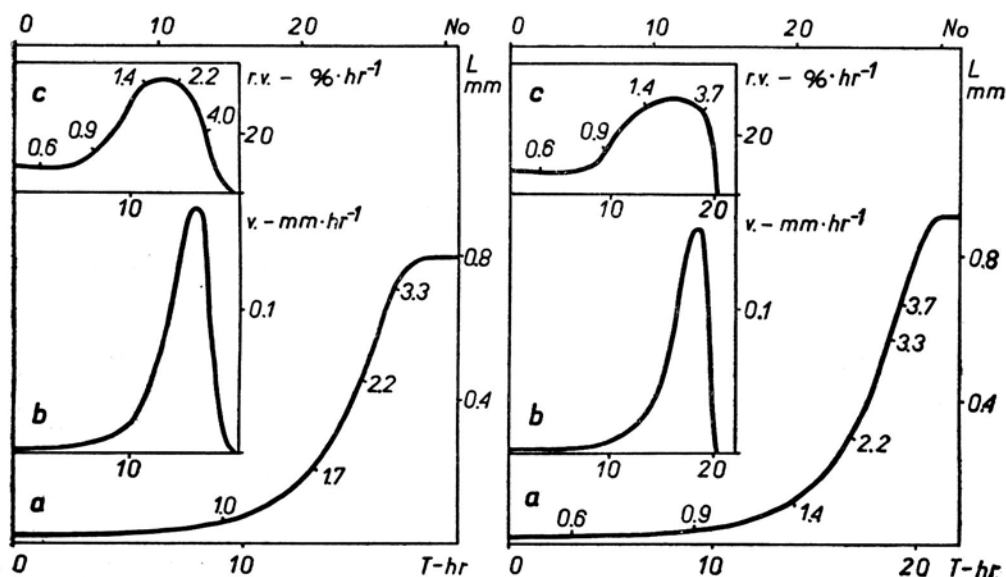 0 10 20 No
c
r.v. – %·hr⁻¹
L
mm
1.4 2.2
4.0
0.9
0.6
20
10
v. – mm·hr⁻¹
0.8
0.1
3.3
b
2.2
0.4
10
1.7
a
1.0
0 10 T-hr
0 10 20 No
c
r.v. – %·hr⁻¹
L
mm
1.4 3.7
0.9
0.6
20
10 20
v. – mm·hr⁻¹
0.8
0.1
3.7
3.3
b
0.4
10 20
2.2
a
1.4
0.6 0.9
0 10 20 T-hr